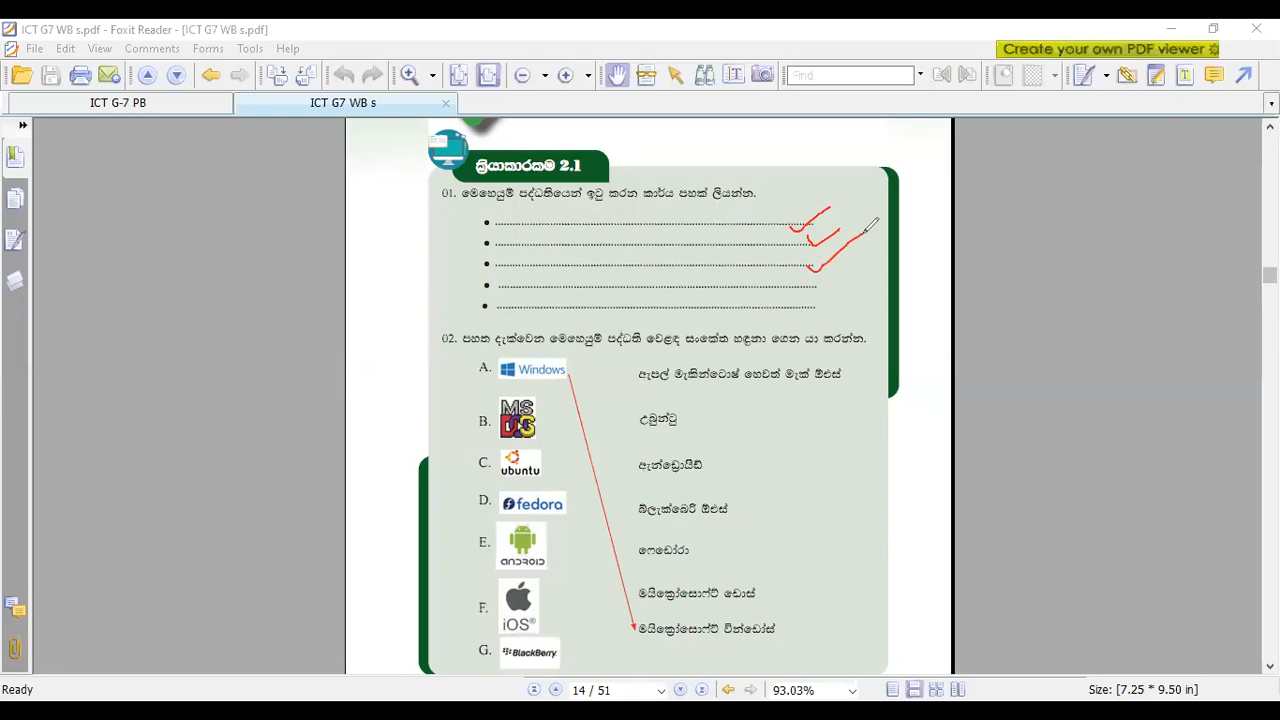 ICT G7 WB s.pdf - Foxit Reader - [ICT G7 WB s.pdf]
File Edit View Comments Forms Tools Help
Create your own PDF viewer
Find
ICT G-7 PB
ICT G7 WB s
ක්‍රියාකාරකම 2.1
01. මෙහෙයුම් පද්ධතියෙන් ඉටු කරන කාර්ය පහක් ලියන්න.
02. පහත දැක්වෙන මෙහෙයුම් පද්ධති වෙළඳ සංකේත හඳුනා ගෙන යා කරන්න.
A. Windows ඇපල් මැකින්ටොෂ් හෙවත් මැක් ඕඑස්
B. MS DOS උබුන්ටු
C. ubuntu ඇන්ඩ්‍රොයිඩ්
D. fedora බ්ලැක්බෙරි ඕඑස්
E. ANDROID ෆෙඩෝරා
F. iOS මයික්‍රෝසොෆ්ට් ඩොස්
මයික්‍රෝසොෆ්ට් වින්ඩෝස්
G. BlackBerry
Ready 14 / 51 93.03% Size: [7.25 * 9.50 in]